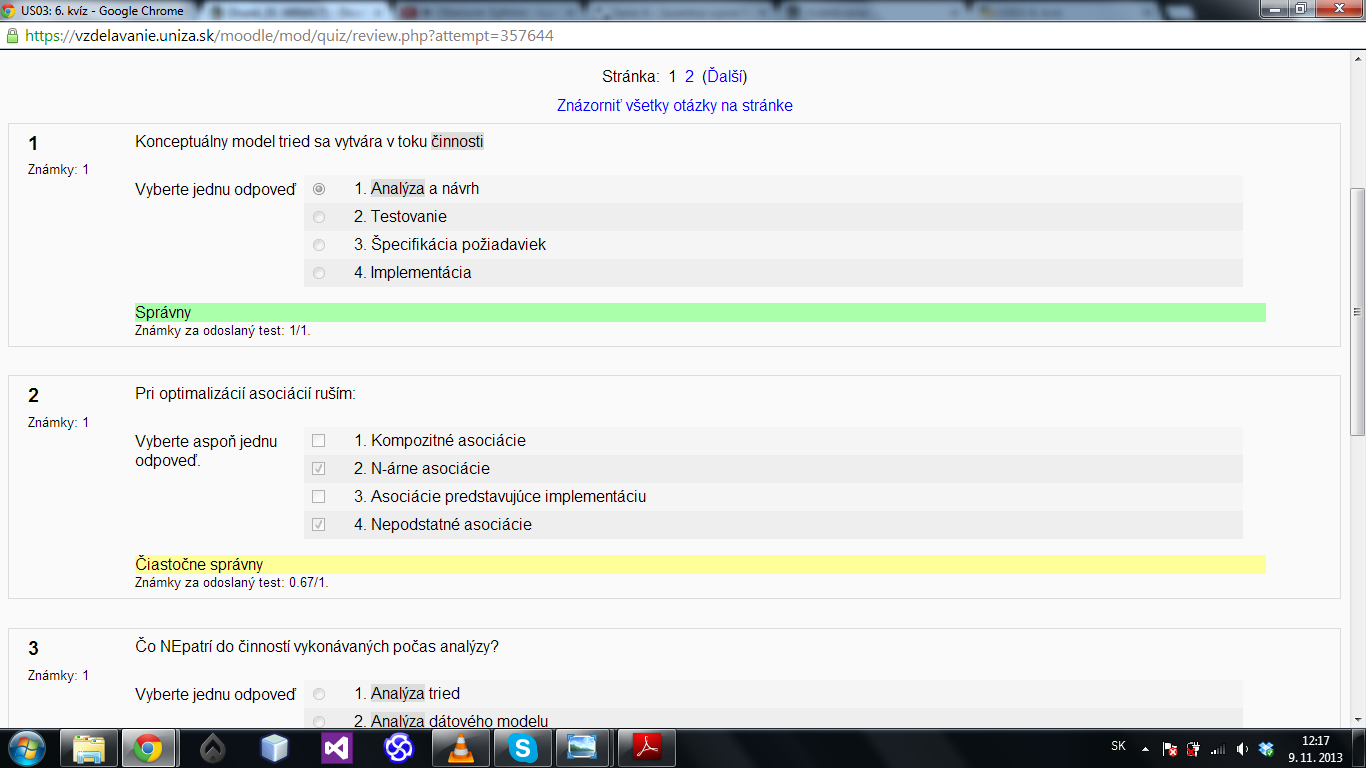 US03: 6. kvíz - Google Chrome
https://vzdelavanie.uniza.sk/moodle/mod/quiz/review.php?attempt=357644
Stránka: 1 2 (Ďalší)
Znázorniť všetky otázky na stránke
1
Známky: 1
Konceptuálny model tried sa vytvára v toku činnosti
Vyberte jednu odpoveď
1. Analýza a návrh
2. Testovanie
3. Špecifikácia požiadaviek
4. Implementácia
Správny
Známky za odoslaný test: 1/1.
2
Známky: 1
Pri optimalizácií asociácií ruším:
Vyberte aspoň jednu
odpoveď.
1. Kompozitné asociácie
2. N-árne asociácie
3. Asociácie predstavujúce implementáciu
4. Nepodstatné asociácie
Čiastočne správny
Známky za odoslaný test: 0.67/1.
3
Známky: 1
Čo NEpatrí do činností vykonávaných počas analýzy?
Vyberte jednu odpoveď
1. Analýza tried
2. Analýza dátového modelu
SK
12:17
9. 11. 2013